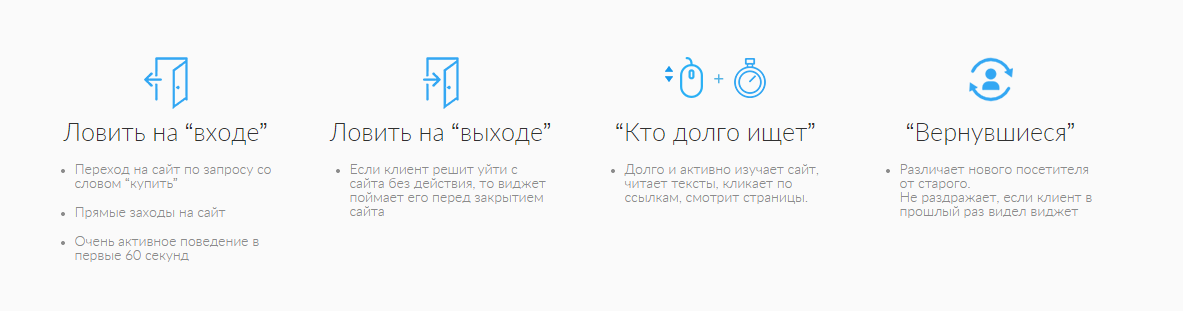 Ловить на “входе”
• Переход на сайт по запросу со
словом “купить”
• Прямые заходы на сайт
• Очень активное поведение в
первые 60 секунд
Ловить на “выходе”
• Если клиент решит уйти с
сайта без действия, то виджет
поймает его перед закрытием
сайта
“Кто долго ищет”
• Долго и активно изучает сайт,
читает тексты, кликает по
ссылкам, смотрит страницы.
“Вернувшиеся”
• Различает нового посетителя
от старого.
Не раздражает, если клиент в
прошлый раз видел виджет